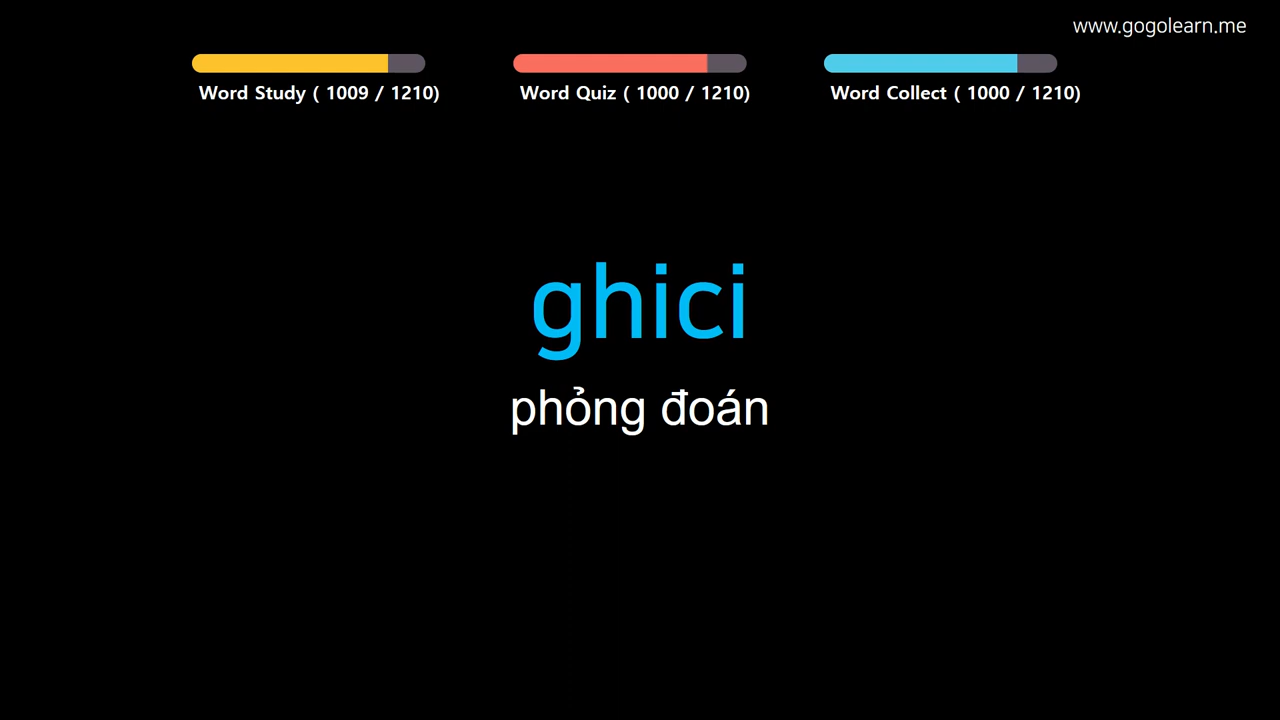 www.gogolearn.me
Word Study ( 1009 / 1210)
Word Quiz ( 1000 / 1210)
Word Collect ( 1000 / 1210)
ghici
phỏng đoán